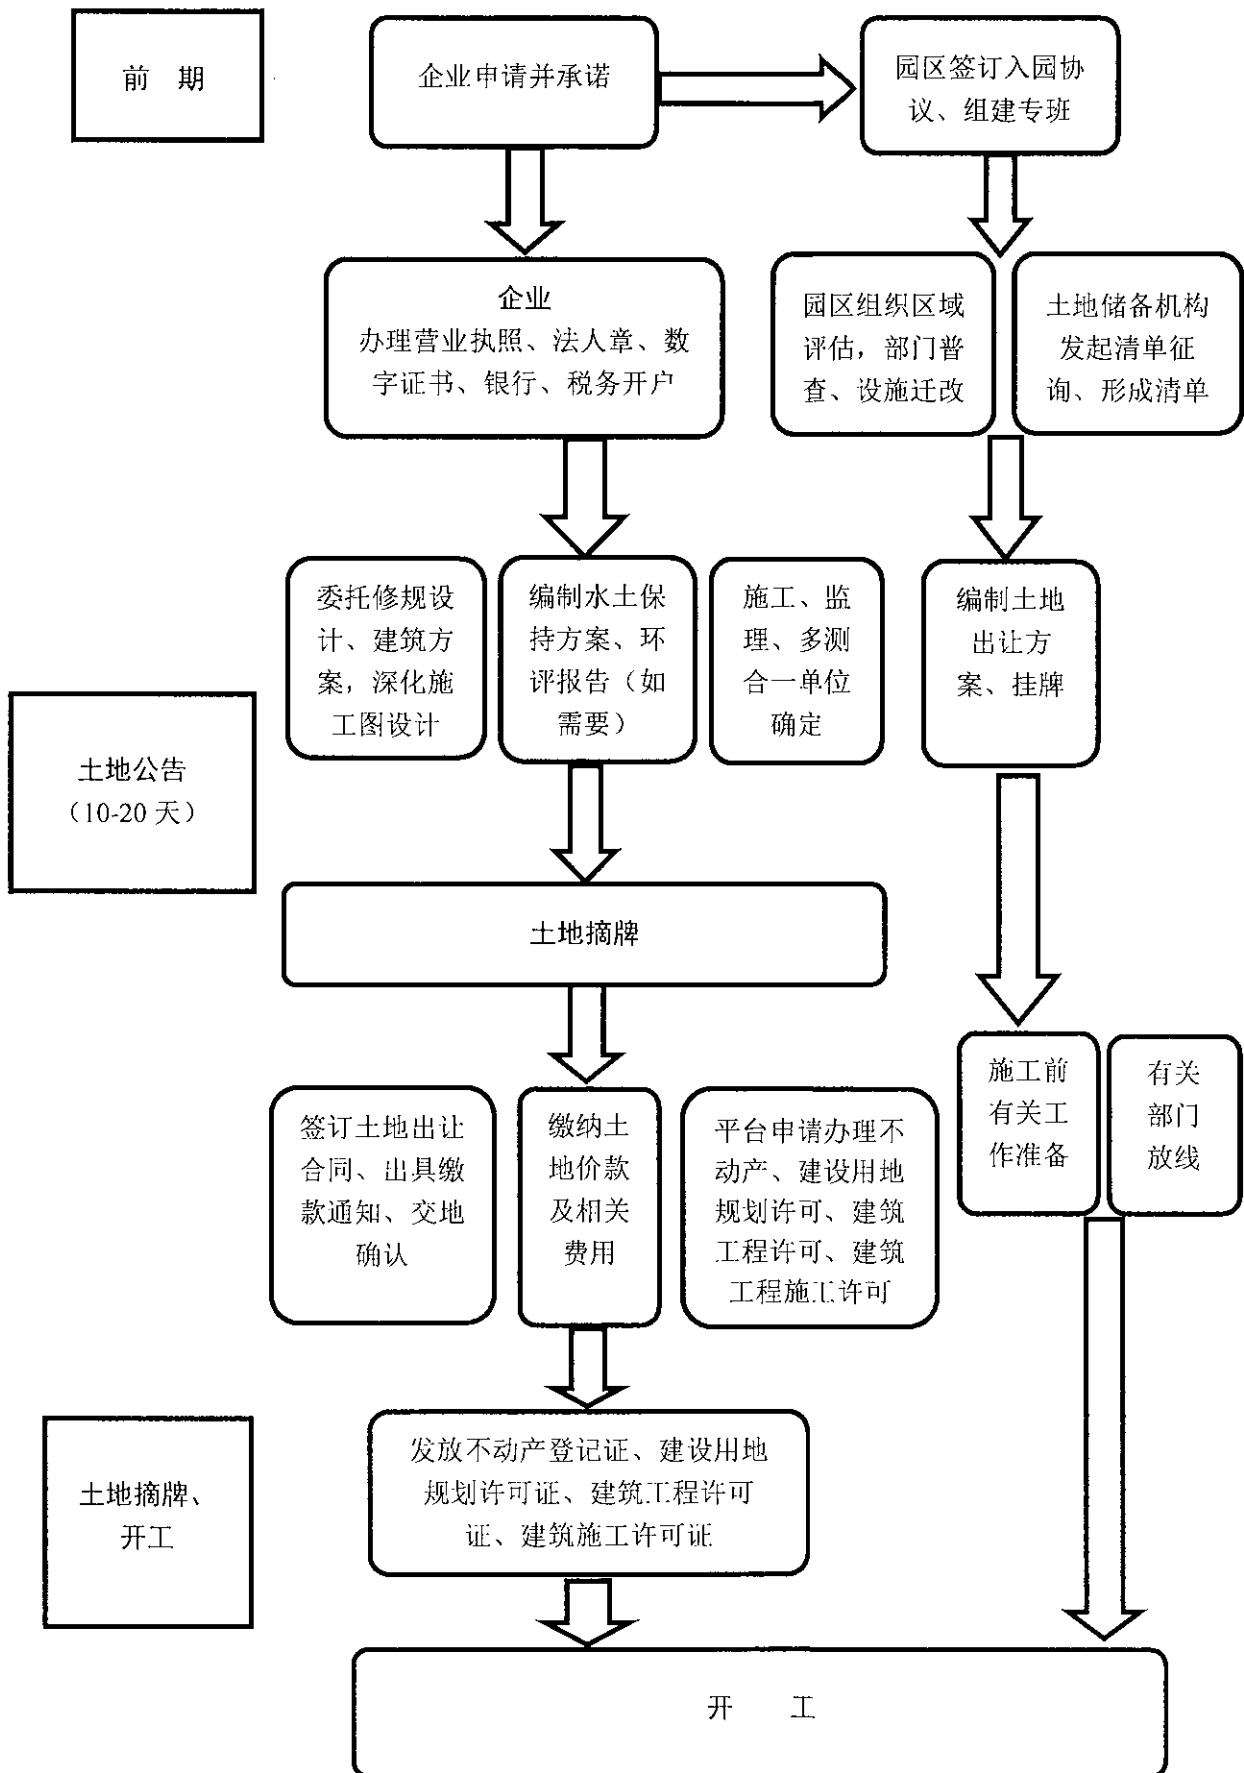 前 期
企业申请并承诺
园区签订入园协
议、组建专班
企业
办理营业执照、法人章、数
字证书、银行、税务开户
园区组织区域
评估，部门普
查、设施迁改
土地储备机构
发起清单征
询、形成清单
委托修规设
计、建筑方
案，深化施
工图设计
编制水土保
持方案、环
评报告（如
需要）
施工、监
理、多测
合一单位
确定
编制土地
出让方
案、挂牌
土地公告
（10-20 天）
土地摘牌
签订土地出让
合同、出具缴
款通知、交地
确认
缴纳土
地价款
及相关
费用
平台申请办理不
动产、建设用地
规划许可、建筑
工程许可、建筑
工程施工许可
施工前
有关工
作准备
有关
部门
放线
土地摘牌、
开工
发放不动产登记证、建设用地
规划许可证、建筑工程许可
证、建筑施工许可证
开 工